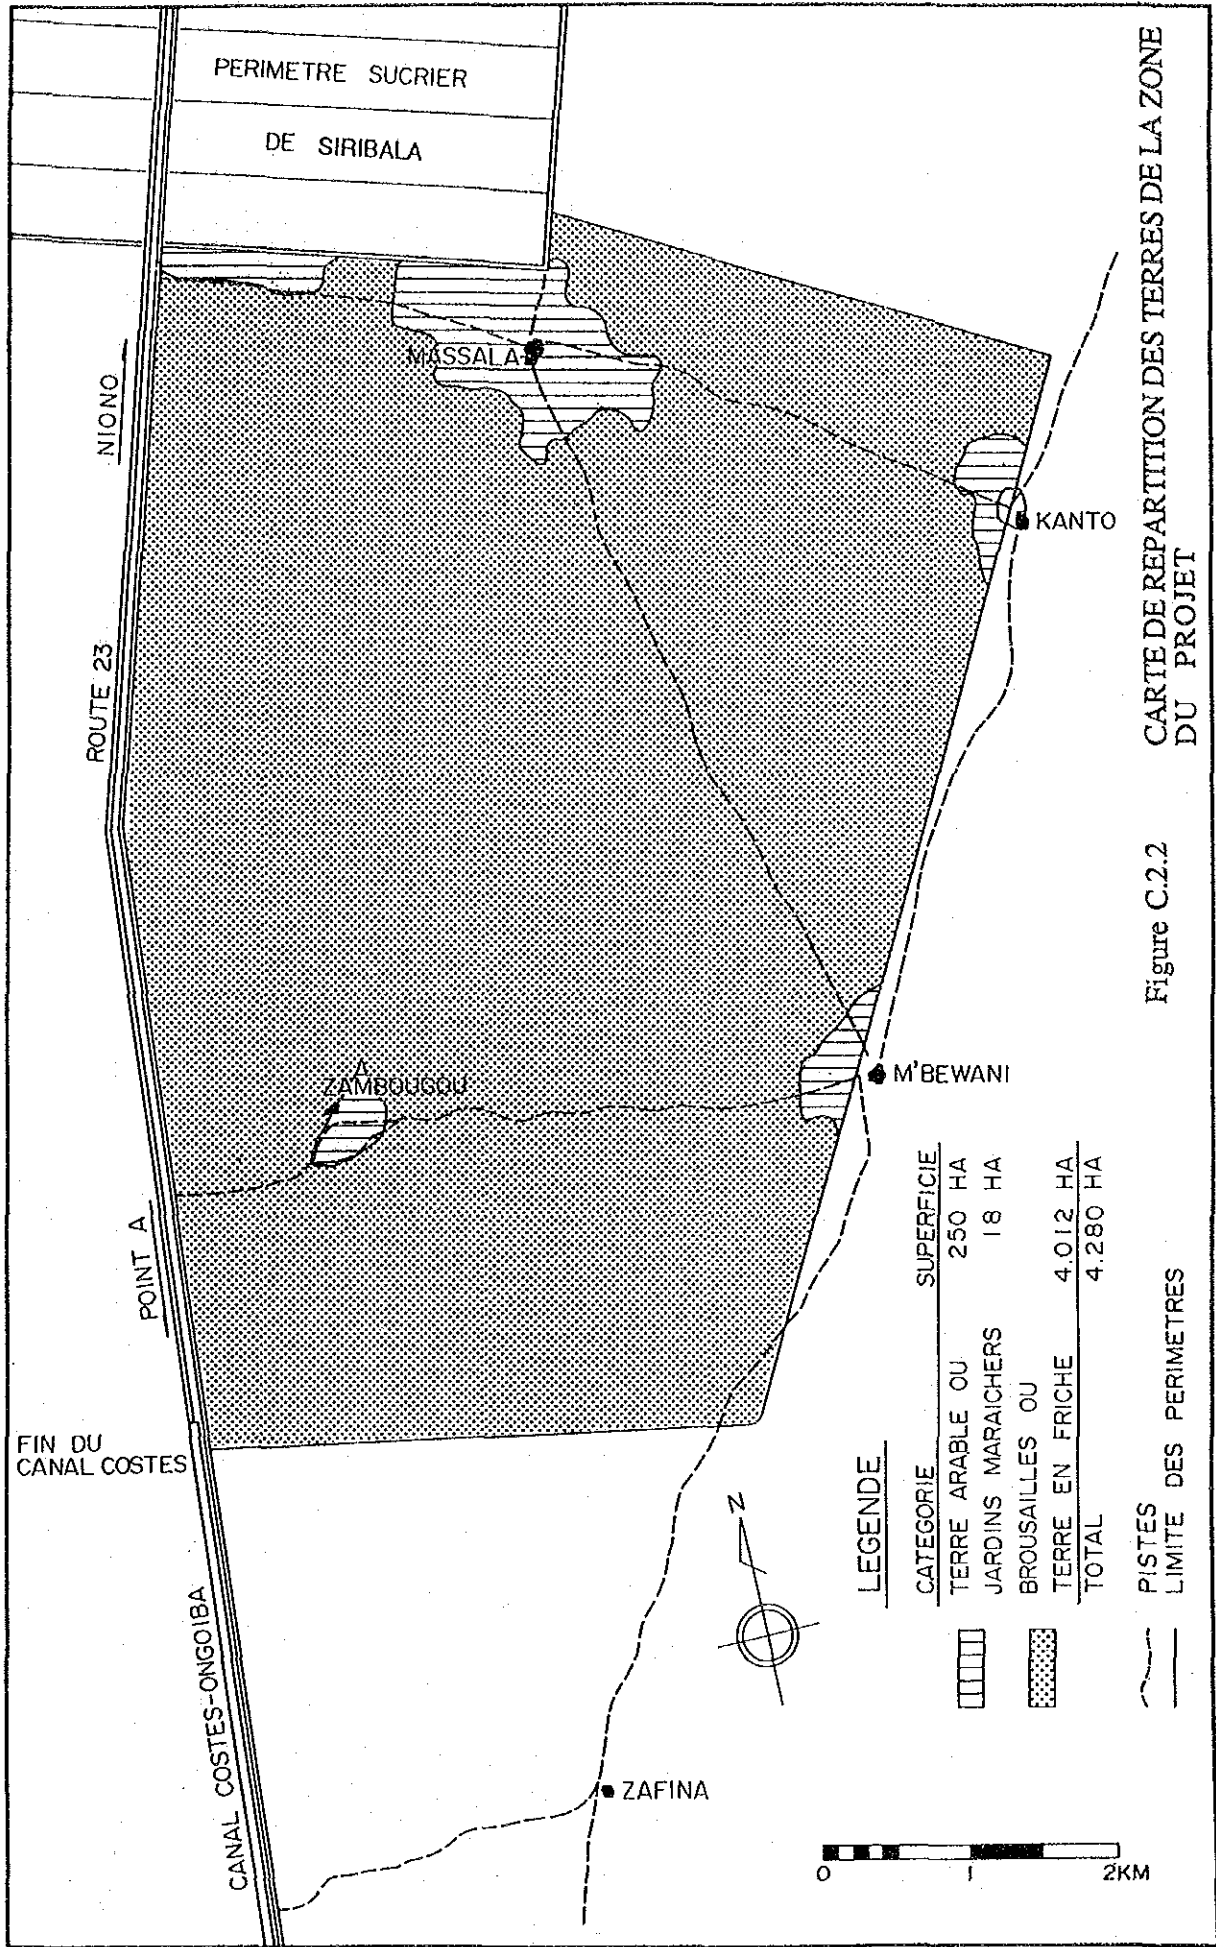 PERIMETRE SUCRIER
DE SIRIBALA
NIONO
MASSALA
KANTO
ROUTE 23
A
ZAMBOUGOU
M'BEWANI
POINT A
FIN DU
CANAL COSTES
CANAL COSTES-ONGOIBA
ZAFINA
N
LEGENDE
CATEGORIE SUPERFICIE
TERRE ARABLE OU 250 HA
JARDINS MARAICHERS 18 HA
BROUSAILLES OU
TERRE EN FRICHE 4.012 HA
TOTAL 4.280 HA
PISTES
LIMITE DES PERIMETRES
0 1 2KM
Figure C.2.2 CARTE DE REPARTITION DES TERRES DE LA ZONE
DU PROJET